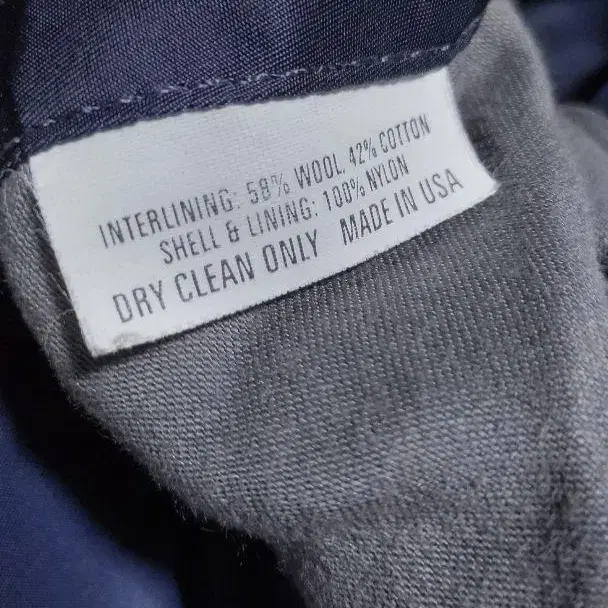 INTERLINING: 58% WOOL, 42% COTTON
SHELL & LINING: 100% NYLON
DRY CLEAN ONLY MADE IN USA